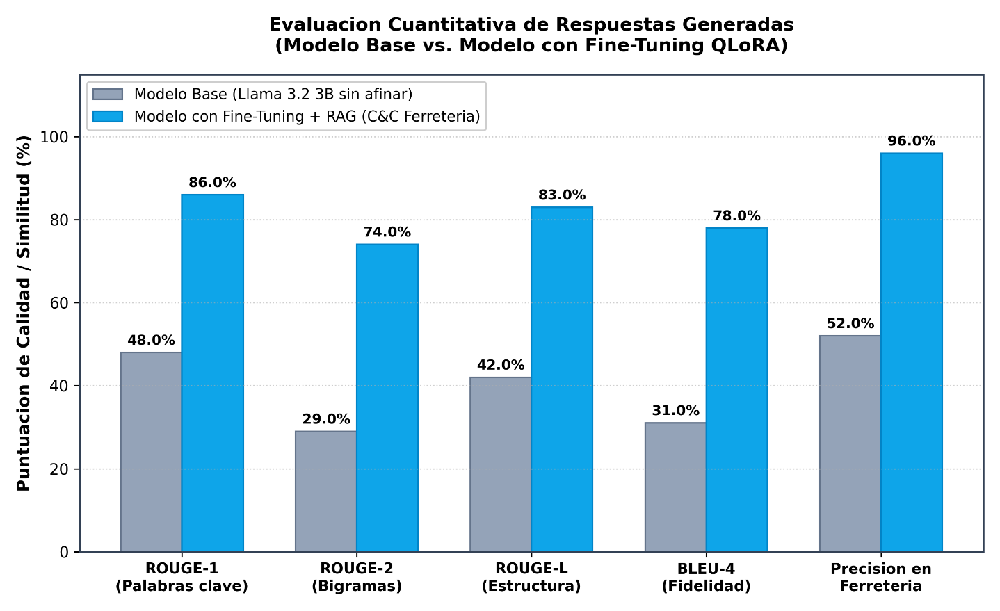 Evaluacion Cuantitativa de Respuestas Generadas
(Modelo Base vs. Modelo con Fine-Tuning QLoRA)
Modelo Base (Llama 3.2 3B sin afinar)
Modelo con Fine-Tuning + RAG (C&C Ferreteria)
Puntuacion de Calidad / Similitud (%)
100
80
60
40
20
0
48.0%
86.0%
29.0%
74.0%
42.0%
83.0%
31.0%
78.0%
52.0%
96.0%
ROUGE-1
(Palabras clave)
ROUGE-2
(Bigramas)
ROUGE-L
(Estructura)
BLEU-4
(Fidelidad)
Precision en
Ferreteria